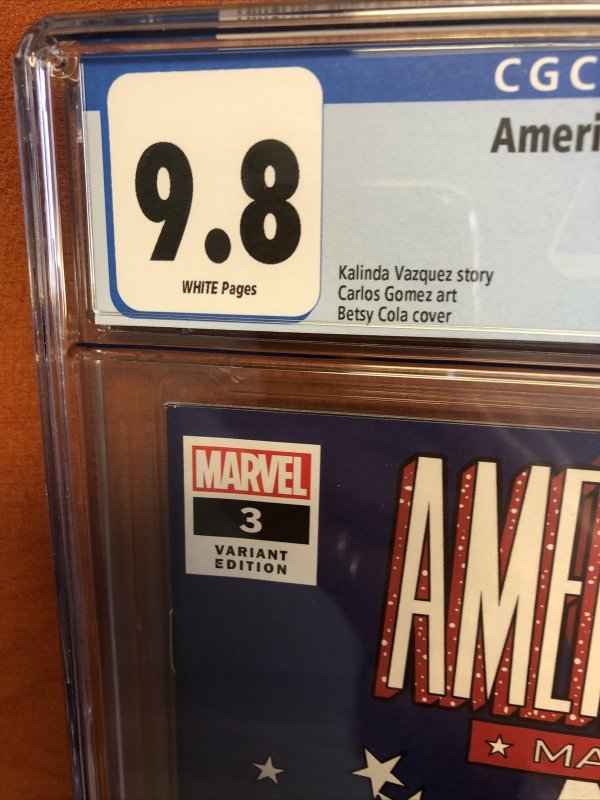 CGC
9.8
WHITE Pages
Ameri
Kalinda Vazquez story
Carlos Gomez art
Betsy Cola cover
MARVEL
3
VARIANT
EDITION
AME
★ MA